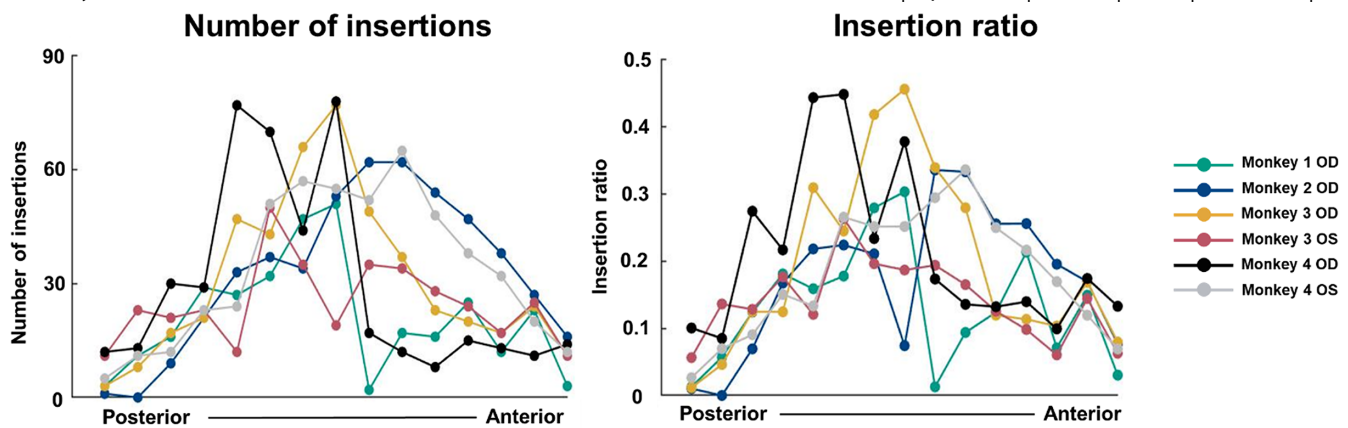 Number of insertions
Number of insertions
90
60
30
0
Posterior
Anterior
Insertion ratio
Insertion ratio
0.5
0.4
0.3
0.2
0.1
0
Posterior
Anterior
Monkey 1 OD
Monkey 2 OD
Monkey 3 OD
Monkey 3 OS
Monkey 4 OD
Monkey 4 OS